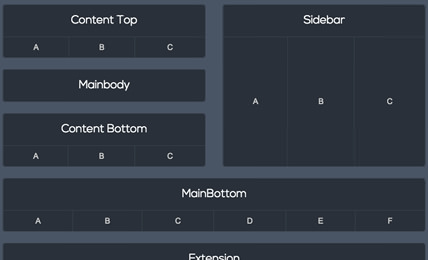 Content Top
A B C
Mainbody
Content Bottom
A B C
Sidebar
A B C
MainBottom
A B C D E F
Extension